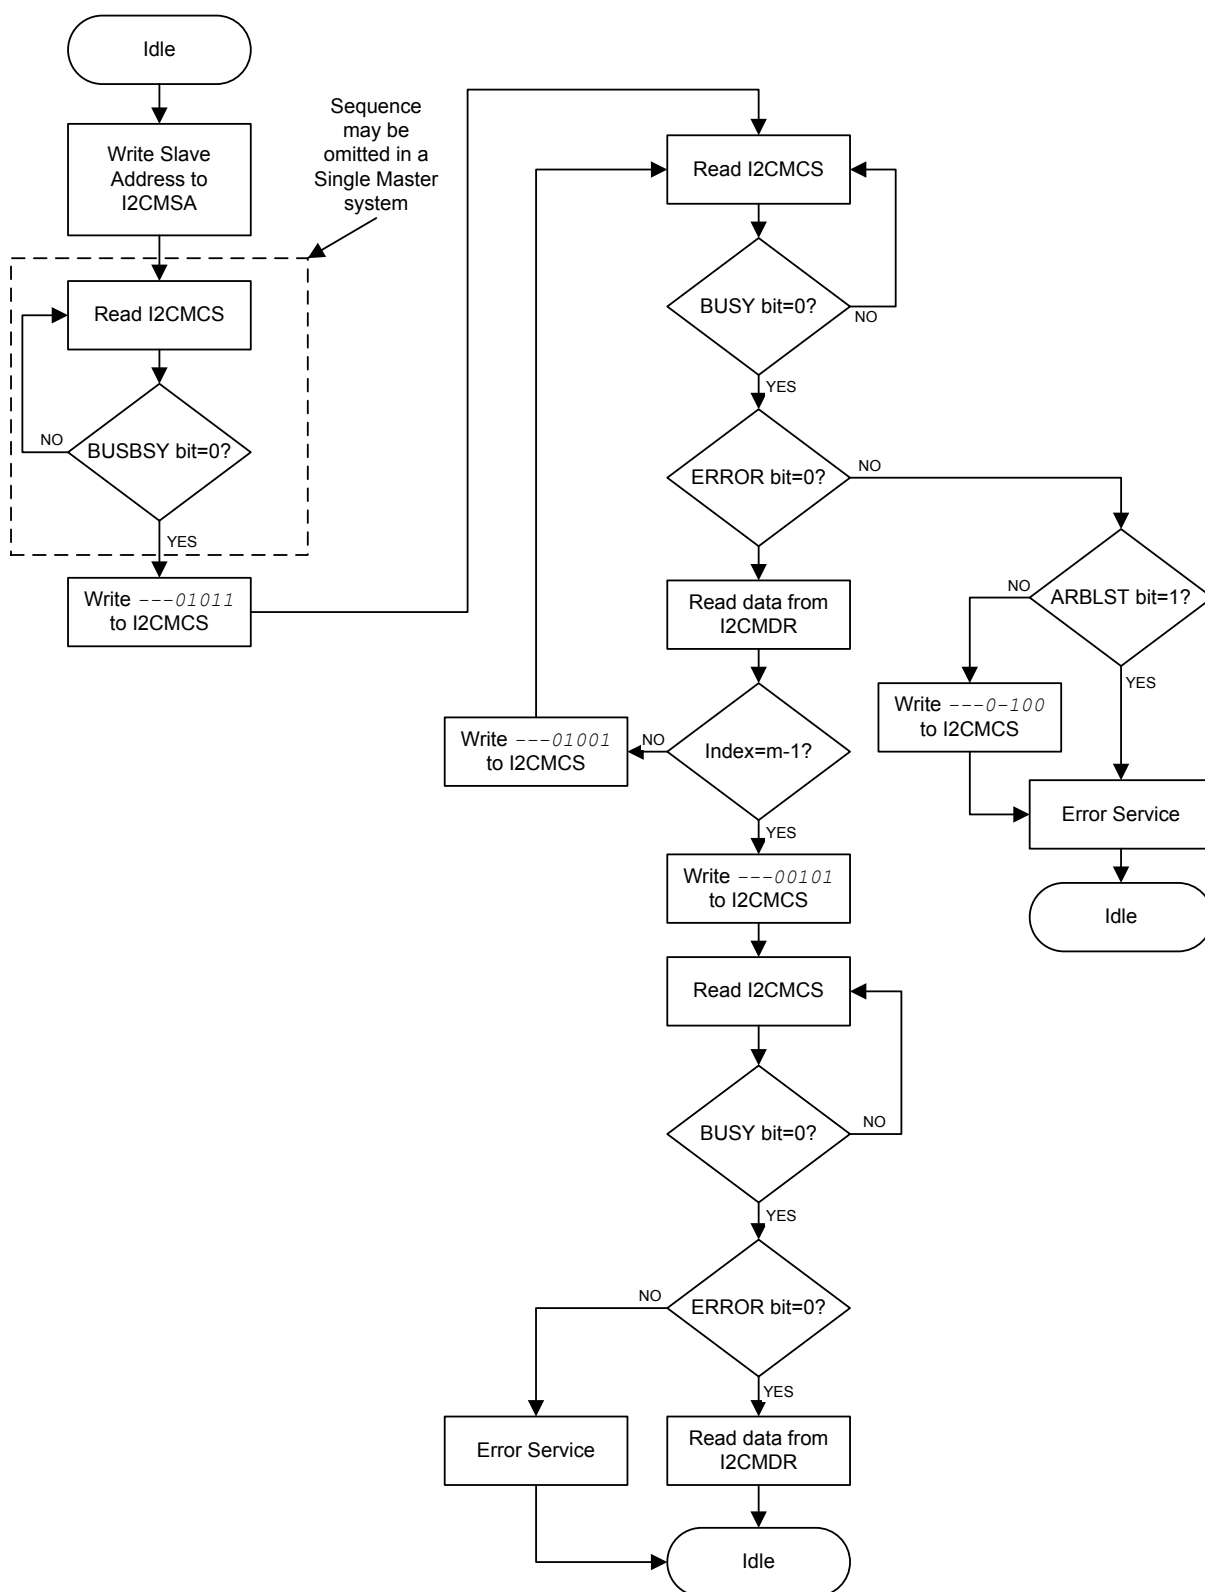 Idle
Write Slave
Address to
I2CMSA
Sequence
may be
omitted in a
Single Master
system
Read I2CMCS
BUSBSY bit=0?
NO
YES
Write ---01011
to I2CMCS
Read I2CMCS
BUSY bit=0?
NO
YES
ERROR bit=0?
NO
YES
ARBLST bit=1?
NO
YES
Write ---0-100
to I2CMCS
Error Service
Idle
Read data from
I2CMDR
Index=m-1?
NO
YES
Write ---01001
to I2CMCS
Write ---00101
to I2CMCS
Read I2CMCS
BUSY bit=0?
NO
YES
ERROR bit=0?
NO
YES
Error Service
Read data from
I2CMDR
Idle